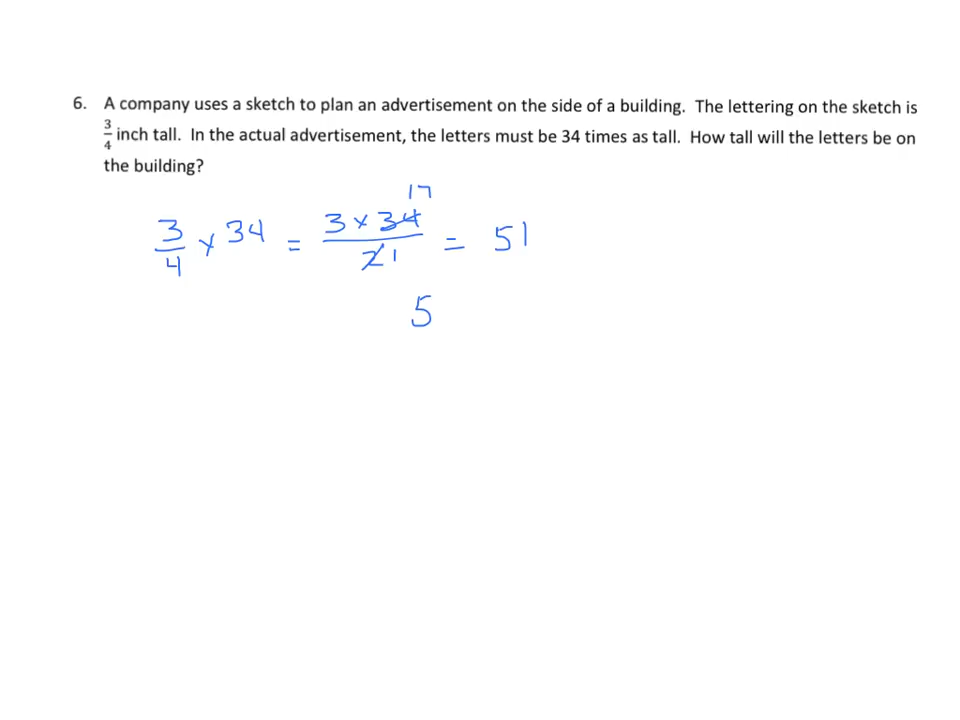 6. A company uses a sketch to plan an advertisement on the side of a building. The lettering on the sketch is
3/4 inch tall. In the actual advertisement, the letters must be 34 times as tall. How tall will the letters be on
the building?
17
3/4 × 34 = 3 × 34 / 2 1 = 51
5